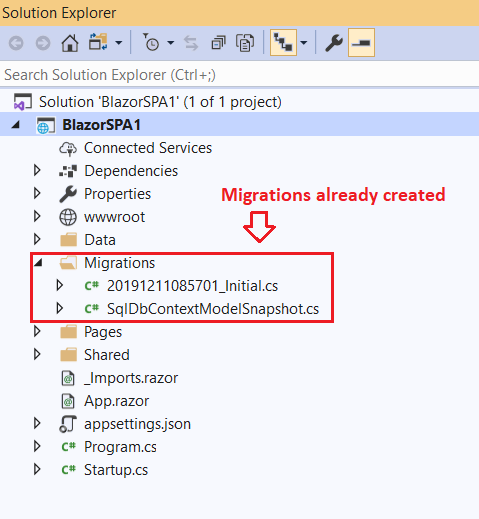 Solution Explorer
Search Solution Explorer (Ctrl+;)
Solution 'BlazorSPA1' (1 of 1 project)
BlazorSPA1
Connected Services
Dependencies
Properties
Migrations already created
wwwroot
Data
Migrations
C# 20191211085701_Initial.cs
C# SqlDbContextModelSnapshot.cs
Pages
Shared
_Imports.razor
App.razor
appsettings.json
C# Program.cs
C# Startup.cs